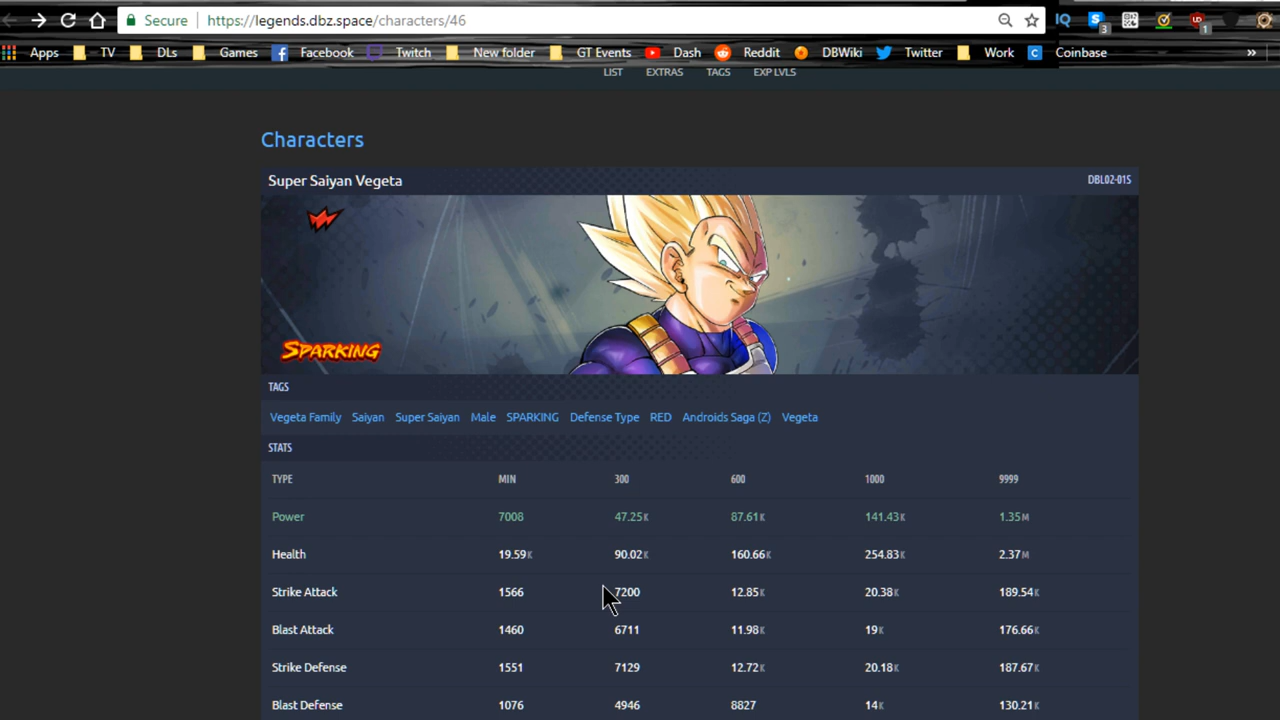 Secure https://legends.dbz.space/characters/46
IQ 3 UD 1
Apps TV DLs Games Facebook Twitch New folder GT Events Dash Reddit DBWiki Twitter Work C Coinbase »
LIST EXTRAS TAGS EXP LVLS
Characters
Super Saiyan Vegeta DBL02-01S
SPARKING
TAGS
Vegeta Family Saiyan Super Saiyan Male SPARKING Defense Type RED Androids Saga (Z) Vegeta
STATS
TYPE MIN 300 600 1000 9999
Power 7008 47.25K 87.61K 141.43K 1.35M
Health 19.59K 90.02K 160.66K 254.83K 2.37M
Strike Attack 1566 7200 12.85K 20.38K 189.54K
Blast Attack 1460 6711 11.98K 19K 176.66K
Strike Defense 1551 7129 12.72K 20.18K 187.67K
Blast Defense 1076 4946 8827 14K 130.21K